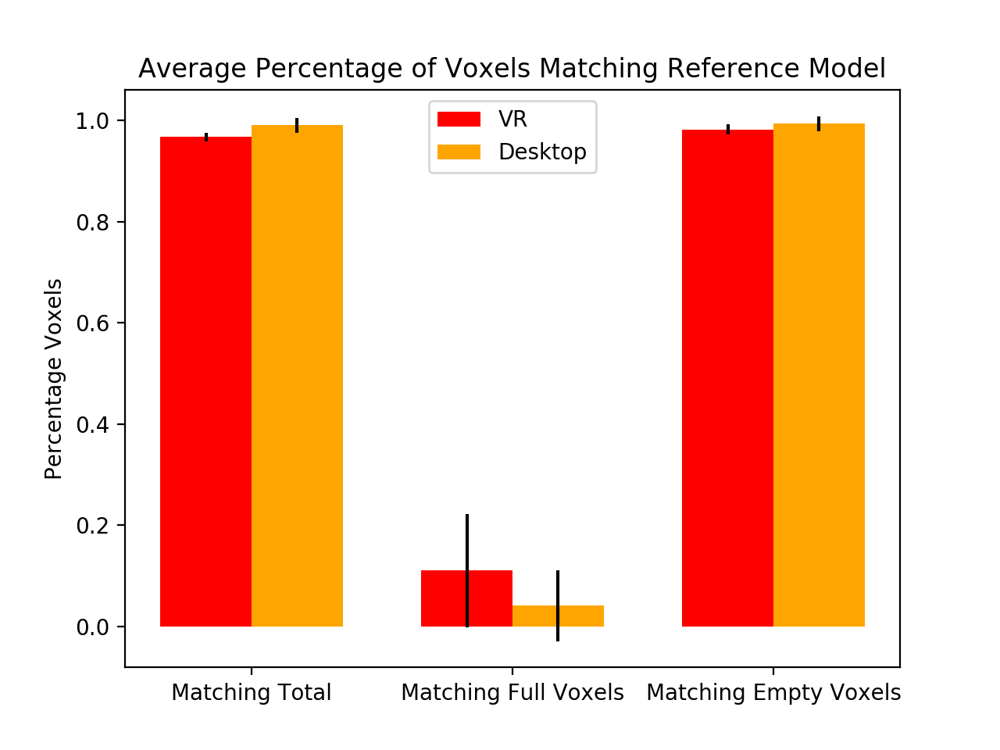 Average Percentage of Voxels Matching Reference Model
VR
Desktop
1.0
0.8
0.6
0.4
0.2
0.0
Percentage Voxels
Matching Total
Matching Full Voxels
Matching Empty Voxels